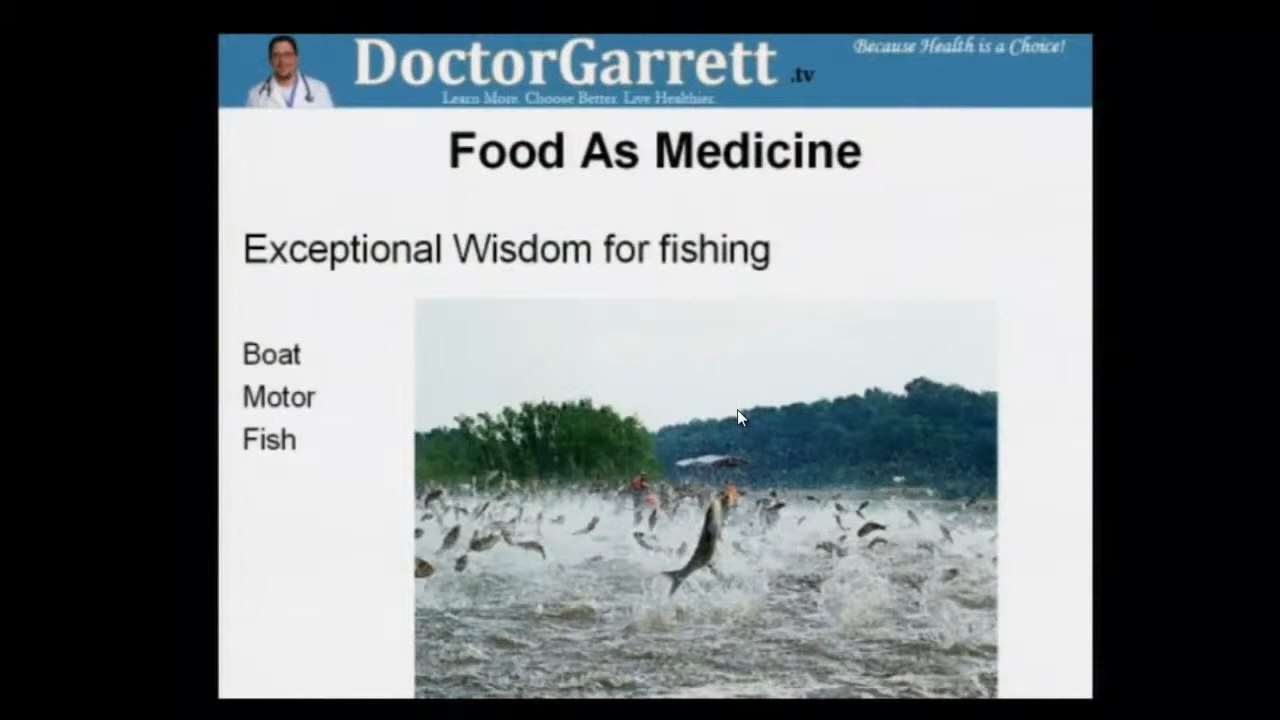 DoctorGarrett.tv
Because Health is a Choice!
Learn More. Choose Better. Live Healthier.
Food As Medicine
Exceptional Wisdom for fishing
Boat
Motor
Fish